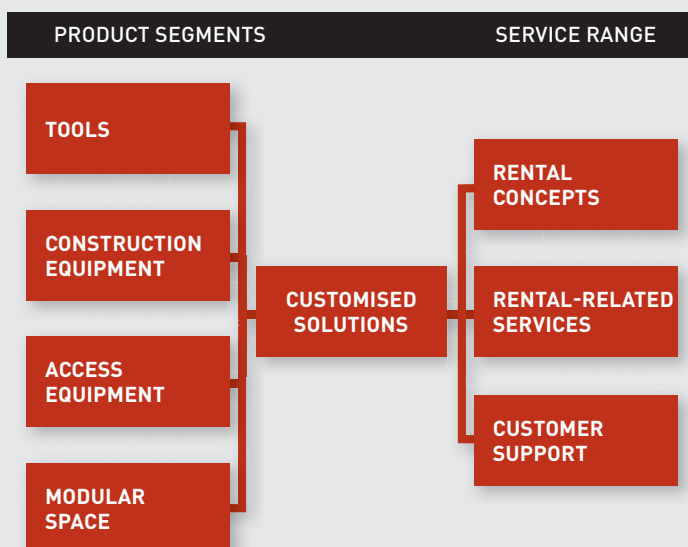 PRODUCT SEGMENTS
SERVICE RANGE
TOOLS
CONSTRUCTION
EQUIPMENT
ACCESS
EQUIPMENT
MODULAR
SPACE
CUSTOMISED
SOLUTIONS
RENTAL
CONCEPTS
RENTAL-RELATED
SERVICES
CUSTOMER
SUPPORT